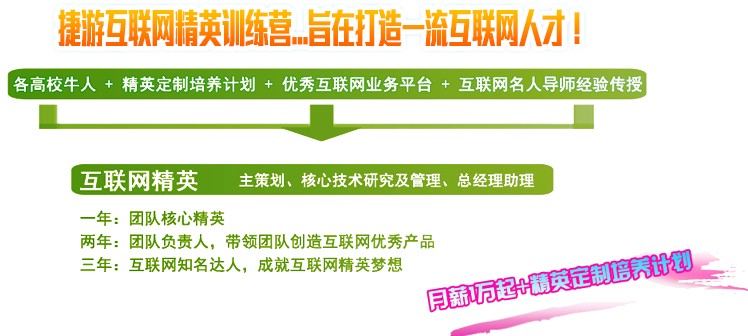 捷游互联网精英训练营...旨在打造一流互联网人才！
各高校牛人 + 精英定制培养计划 + 优秀互联网业务平台 + 互联网名人导师经验传授
互联网精英 主策划、核心技术研究及管理、总经理助理
一年：团队核心精英
两年：团队负责人，带领团队创造互联网优秀产品
三年：互联网知名达人，成就互联网精英梦想
月薪1万起+精英定制培养计划